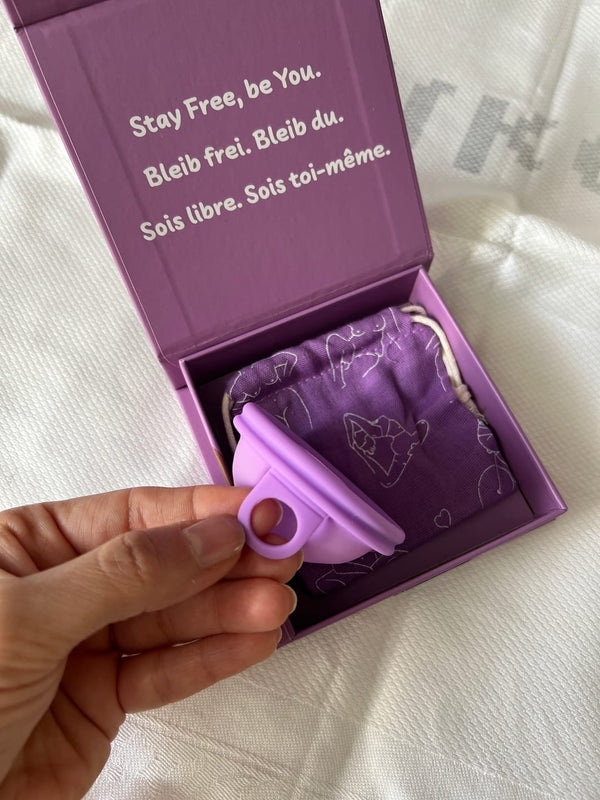 Stay Free, be You.
Bleib frei. Bleib du.
Sois libre. Sois toi-même.